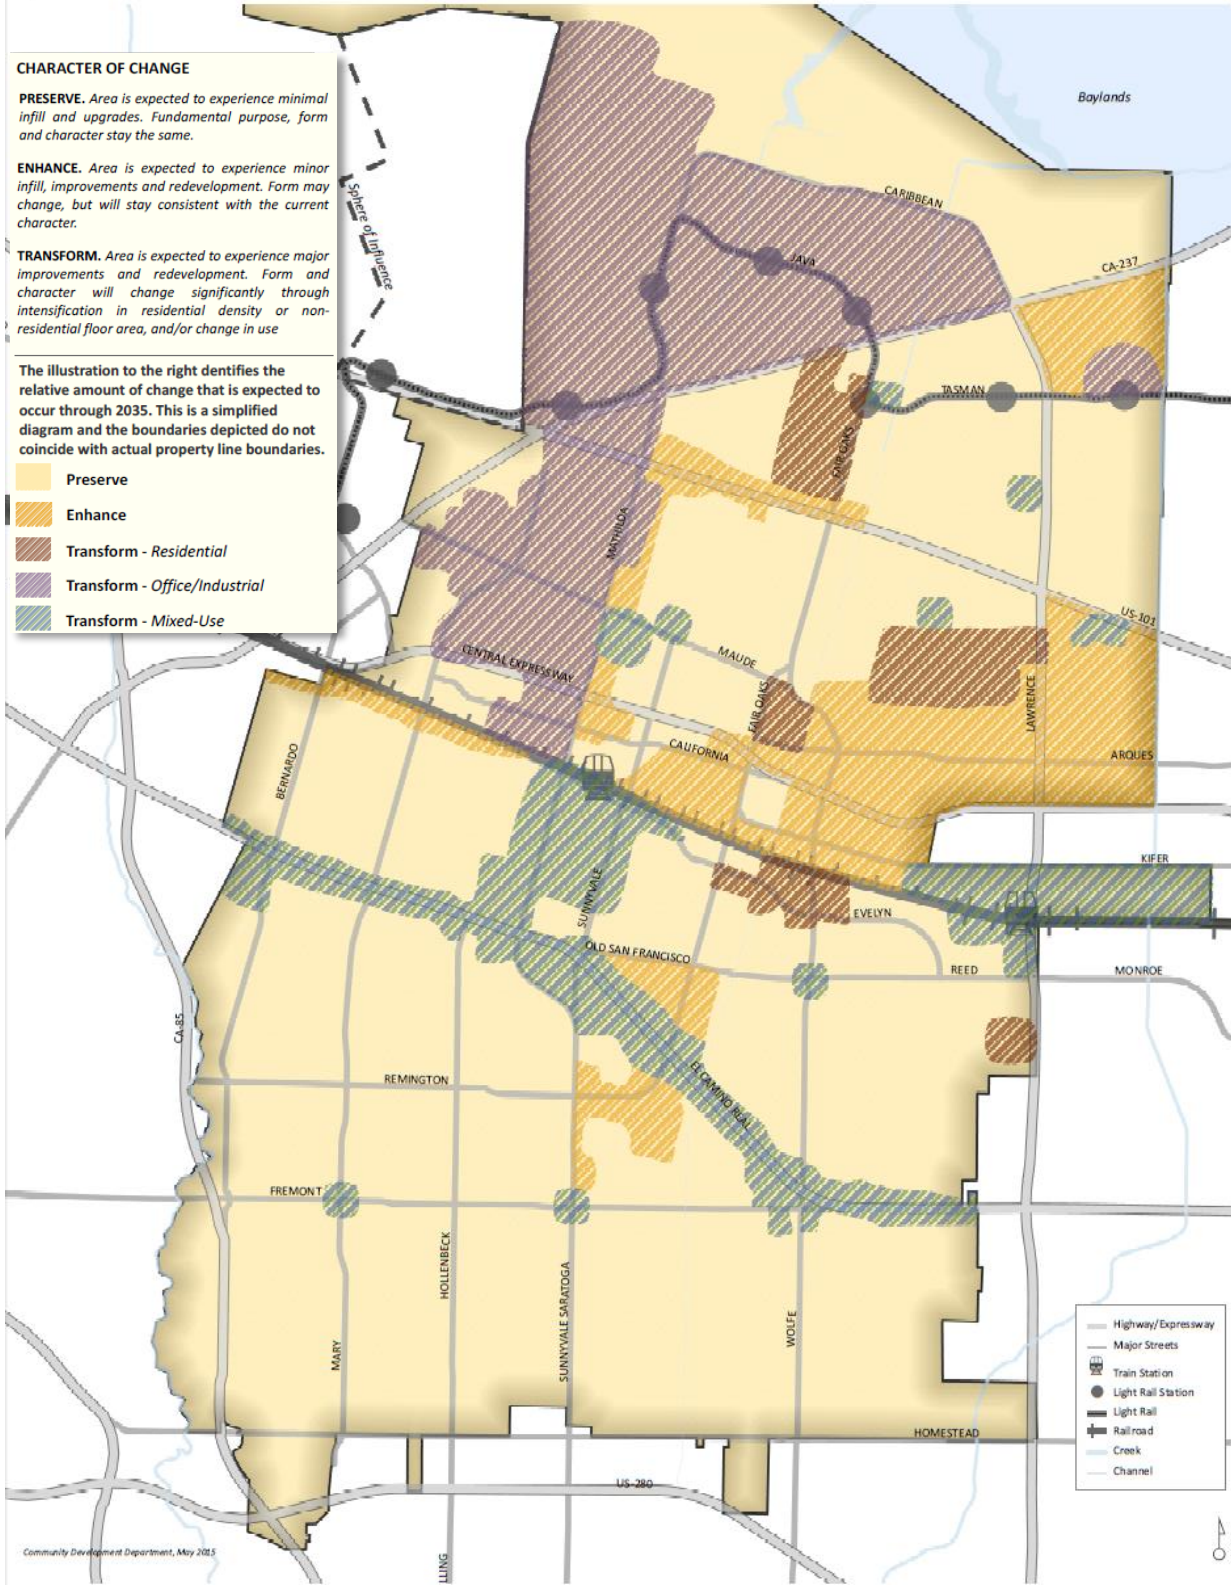 CHARACTER OF CHANGE
PRESERVE. Area is expected to experience minimal
infill and upgrades. Fundamental purpose, form
and character stay the same.
ENHANCE. Area is expected to experience minor
infill, improvements and redevelopment. Form may
change, but will stay consistent with the current
character.
TRANSFORM. Area is expected to experience major
improvements and redevelopment. Form and
character will change significantly through
intensification in residential density or non-
residential floor area, and/or change in use
The illustration to the right dentifies the
relative amount of change that is expected to
occur through 2035. This is a simplified
diagram and the boundaries depicted do not
coincide with actual property line boundaries.
Preserve
Enhance
Transform - Residential
Transform - Office/Industrial
Transform - Mixed-Use
Baylands
Sphere of Influence
CARIBBEAN
CA-237
JAVA
TASMAN
FAIR OAKS
MATHILDA
US-101
MAUDE
CENTRAL EXPRESSWAY
FAIR OAKS
LAWRENCE
CALIFORNIA
ARQUES
BERNARDO
KIFER
SUNNYVALE
EVELYN
OLD SAN FRANCISCO
REED
MONROE
CA-85
REMINGTON
EL CAMINO REAL
FREMONT
HOLLENBECK
SUNNYVALE SARATOGA
MARY
WOLFE
HOMESTEAD
US-280
LLING
Highway/Expressway
Major Streets
Train Station
Light Rail Station
Light Rail
Railroad
Creek
Channel
Community Development Department, May 2015